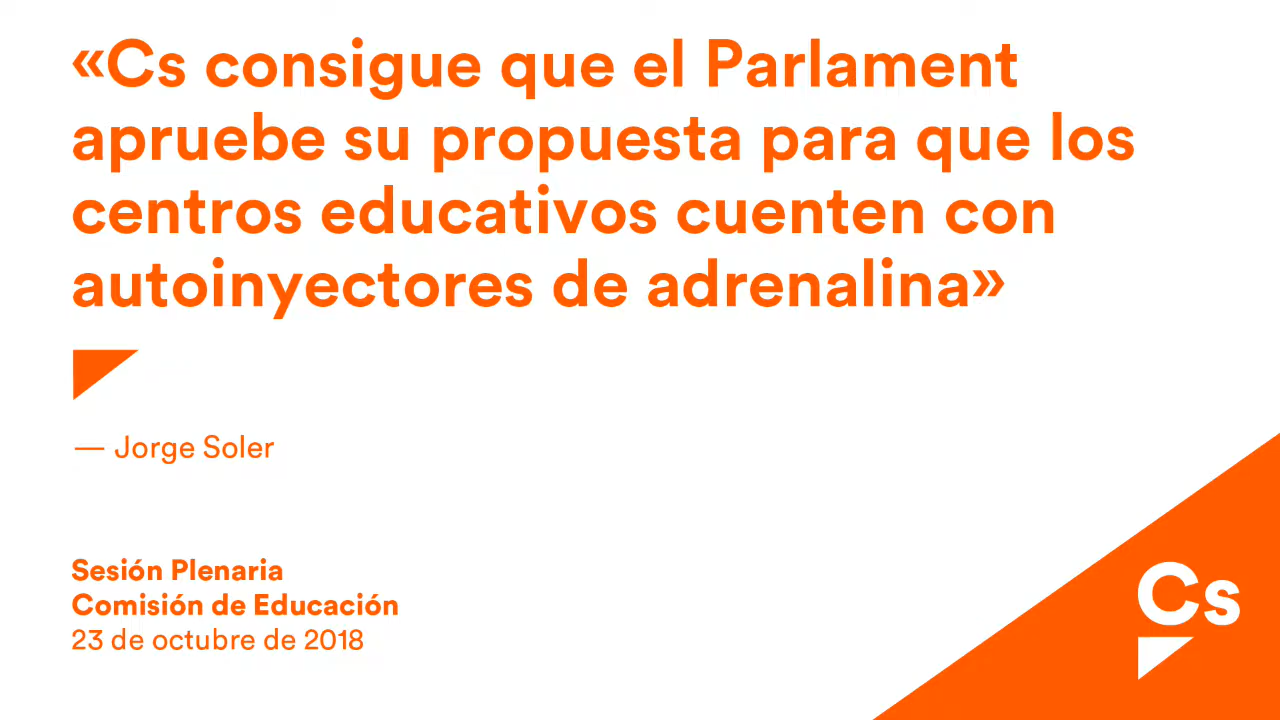 «Cs consigue que el Parlament
apruebe su propuesta para que los
centros educativos cuenten con
autoinyectores de adrenalina»
— Jorge Soler
Sesión Plenaria
Comisión de Educación
23 de octubre de 2018
Cs